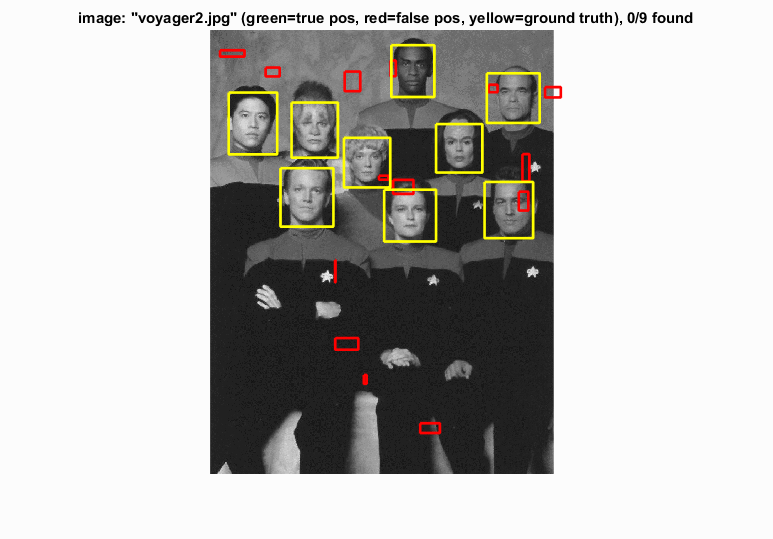 image: "voyager2.jpg" (green=true pos, red=false pos, yellow=ground truth), 0/9 found